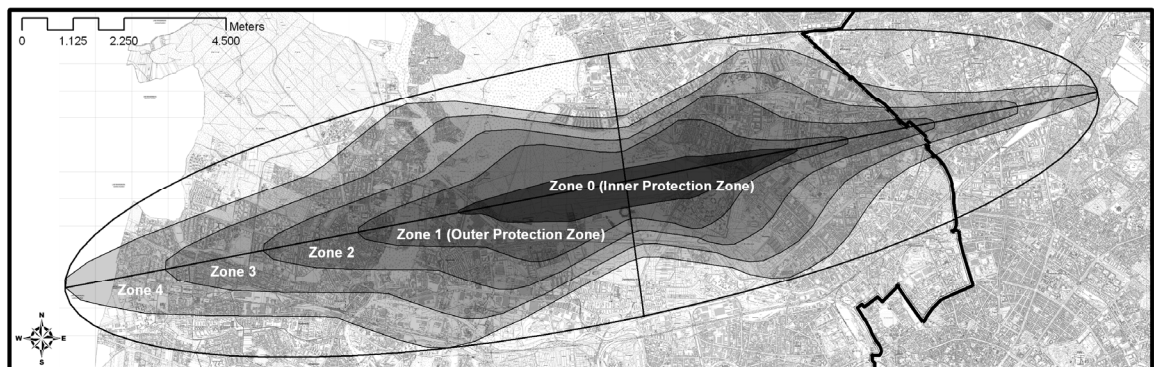 Meters
0 1.125 2.250 4.500
Zone 0 (Inner Protection Zone)
Zone 1 (Outer Protection Zone)
Zone 2
Zone 3
Zone 4
N
W E
S